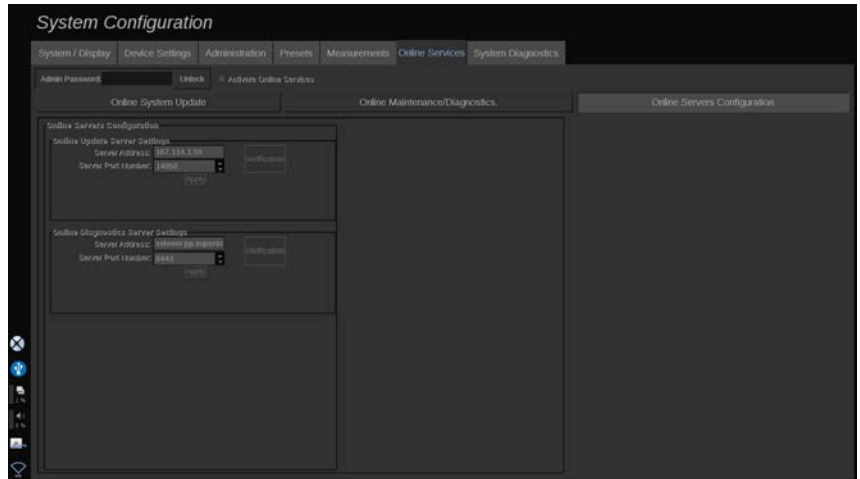 System Configuration
System / Display Device Settings Administration Presets Measurements Online Services System Diagnostics
Admin Password: Unlock Activate Online Services
Online System Update Online Maintenance/Diagnostics. Online Servers Configuration
Online Servers Configuration
Online Update Server Settings
Server Address:
Server Port Number: 14050
Verification
Apply
Online Diagnostics Server Settings
Server Address:
Server Port Number: 8443
Verification
Apply